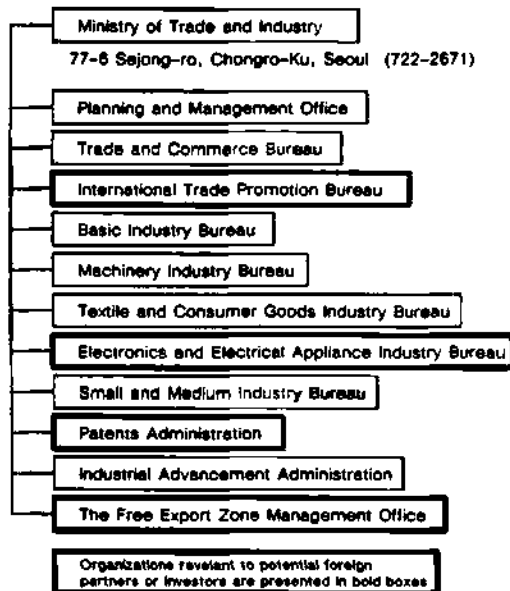 Ministry of Trade and Industry
77-6 Sejong-ro, Chongro-Ku, Seoul (722-2671)
Planning and Management Office
Trade and Commerce Bureau
International Trade Promotion Bureau
Basic Industry Bureau
Machinery Industry Bureau
Textile and Consumer Goods Industry Bureau
Electronics and Electrical Appliance Industry Bureau
Small and Medium Industry Bureau
Patents Administration
Industrial Advancement Administration
The Free Export Zone Management Office
Organizations revelant to potential foreign
partners or investors are presented in bold boxes